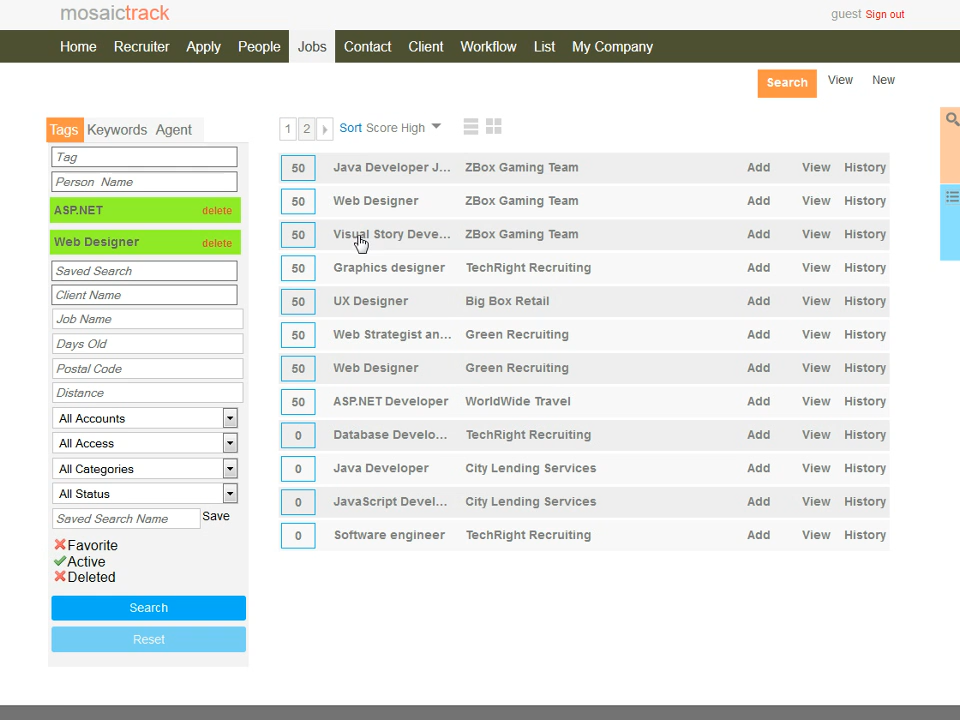 mosaictrack
guest Sign out
Home Recruiter Apply People Jobs Contact Client Workflow List My Company
Search View New
Tags Keywords Agent
1 2 Sort Score High
Tag
Person Name
ASP.NET delete
Web Designer delete
Saved Search
Client Name
Job Name
Days Old
Postal Code
Distance
All Accounts
All Access
All Categories
All Status
Saved Search Name Save
Favorite
Active
Deleted
Search
Reset
50 Java Developer J... ZBox Gaming Team Add View History
50 Web Designer ZBox Gaming Team Add View History
50 Visual Story Deve... ZBox Gaming Team Add View History
50 Graphics designer TechRight Recruiting Add View History
50 UX Designer Big Box Retail Add View History
50 Web Strategist an... Green Recruiting Add View History
50 Web Designer Green Recruiting Add View History
50 ASP.NET Developer WorldWide Travel Add View History
0 Database Develo... TechRight Recruiting Add View History
0 Java Developer City Lending Services Add View History
0 JavaScript Devel... City Lending Services Add View History
0 Software engineer TechRight Recruiting Add View History